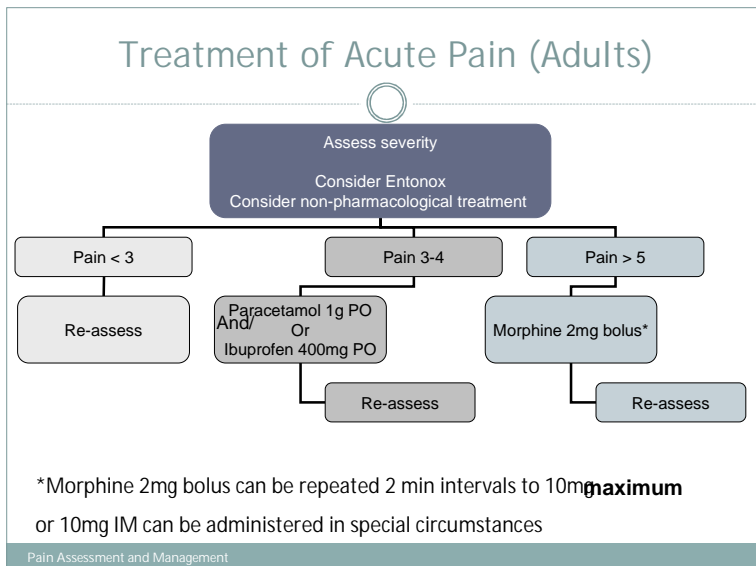 Treatment of Acute Pain (Adults)
Assess severity
Consider Entonox
Consider non-pharmacological treatment
Pain < 3
Pain 3-4
Pain > 5
Re-assess
Paracetamol 1g PO
And/
Or
Ibuprofen 400mg PO
Morphine 2mg bolus*
Re-assess
Re-assess
*Morphine 2mg bolus can be repeated 2 min intervals to 10mg maximum
or 10mg IM can be administered in special circumstances
Pain Assessment and Management